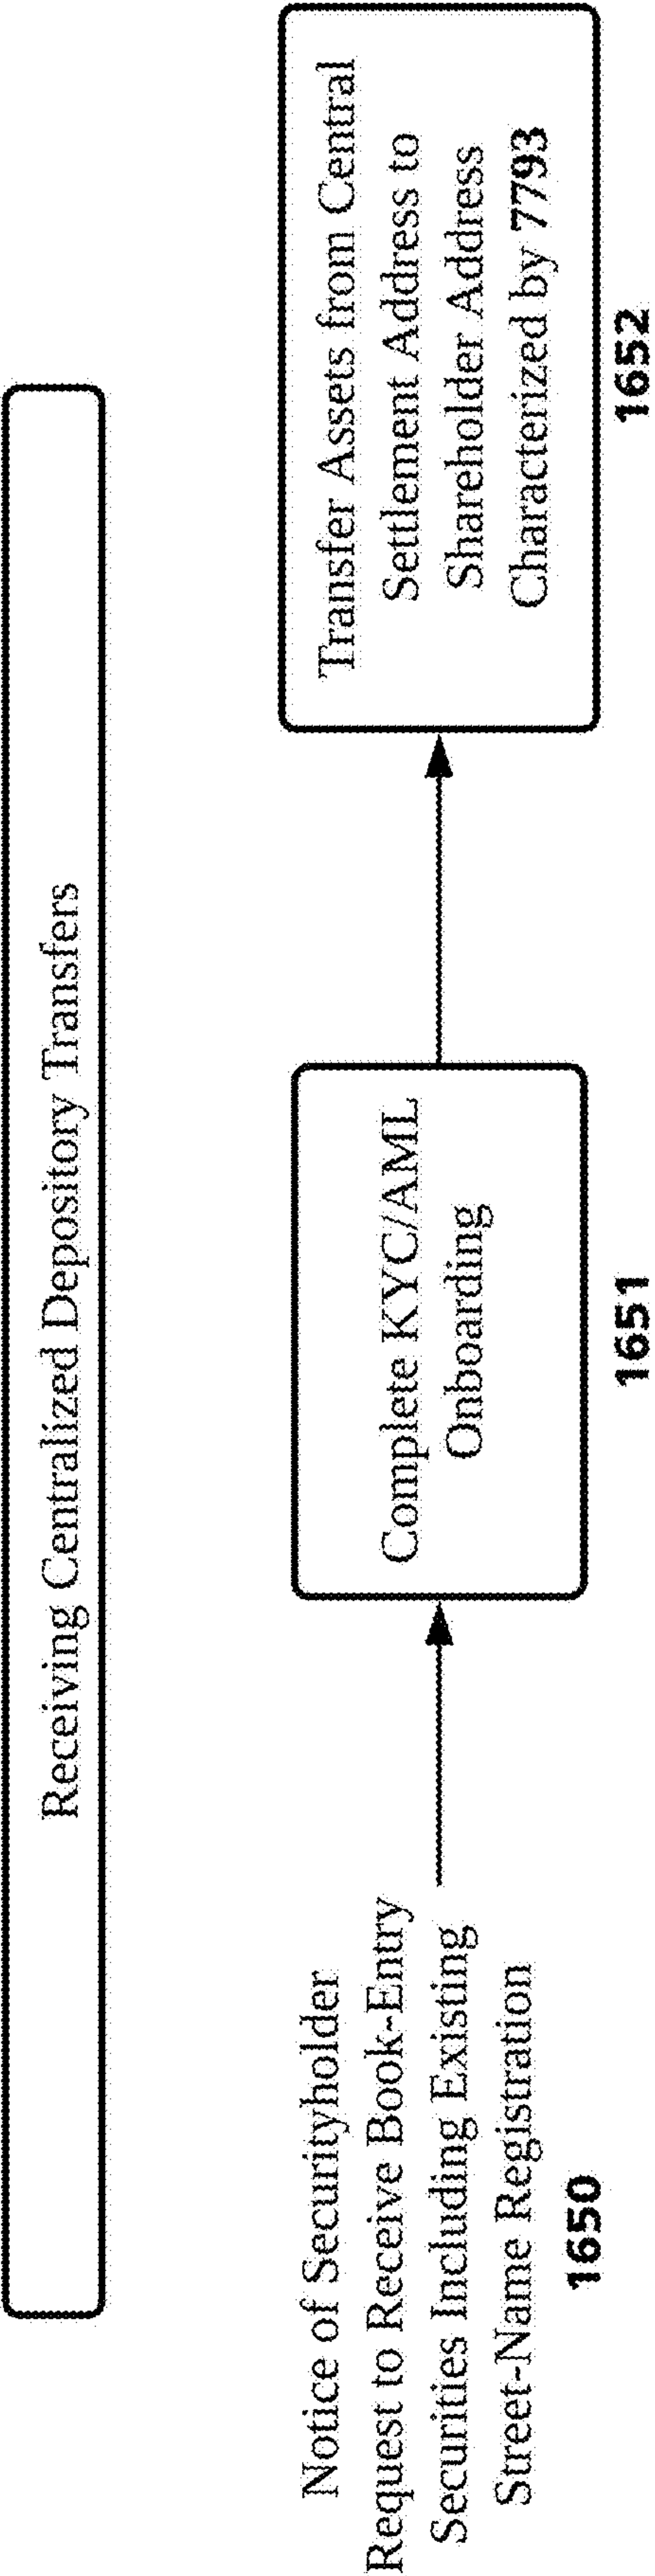 Receiving Centralized Depository Transfers
Notice of Securityholder
Request to Receive Book-Entry
Securities Including Existing
Street-Name Registration
1650
Complete KYC/AML
Onboarding
1651
Transfer Assets from Central
Settlement Address to
Shareholder Address
Characterized by 7793
1652